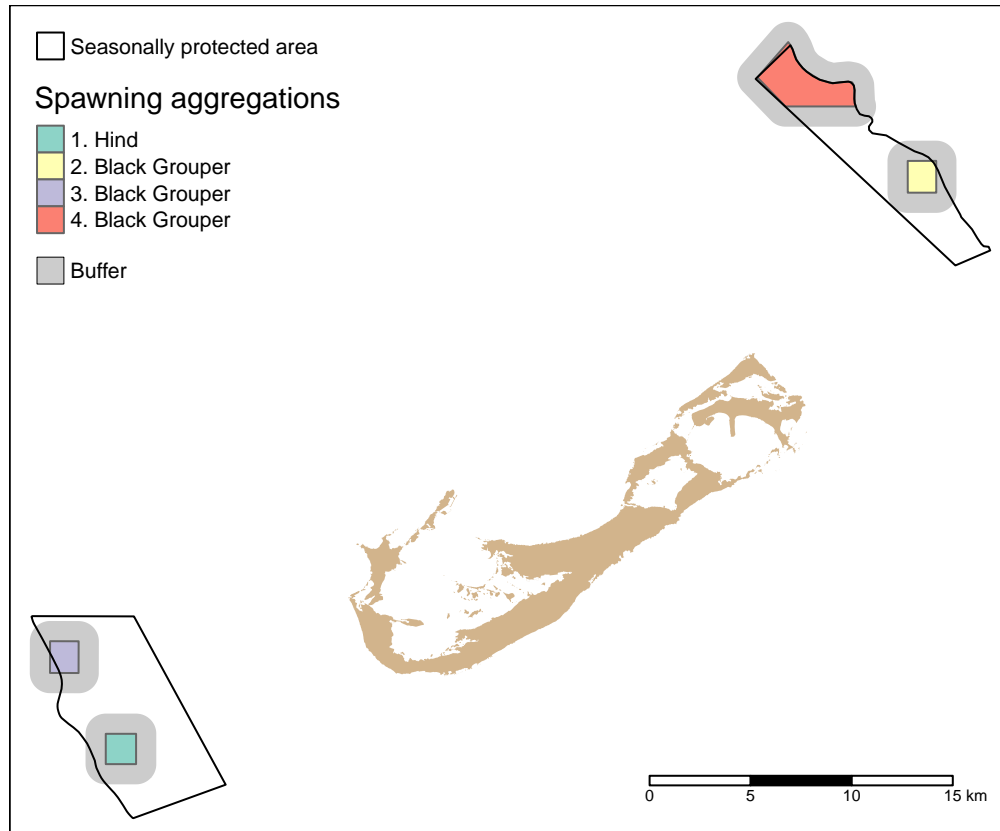 Seasonally protected area
Spawning aggregations
1. Hind
2. Black Grouper
3. Black Grouper
4. Black Grouper
Buffer
0 5 10 15 km